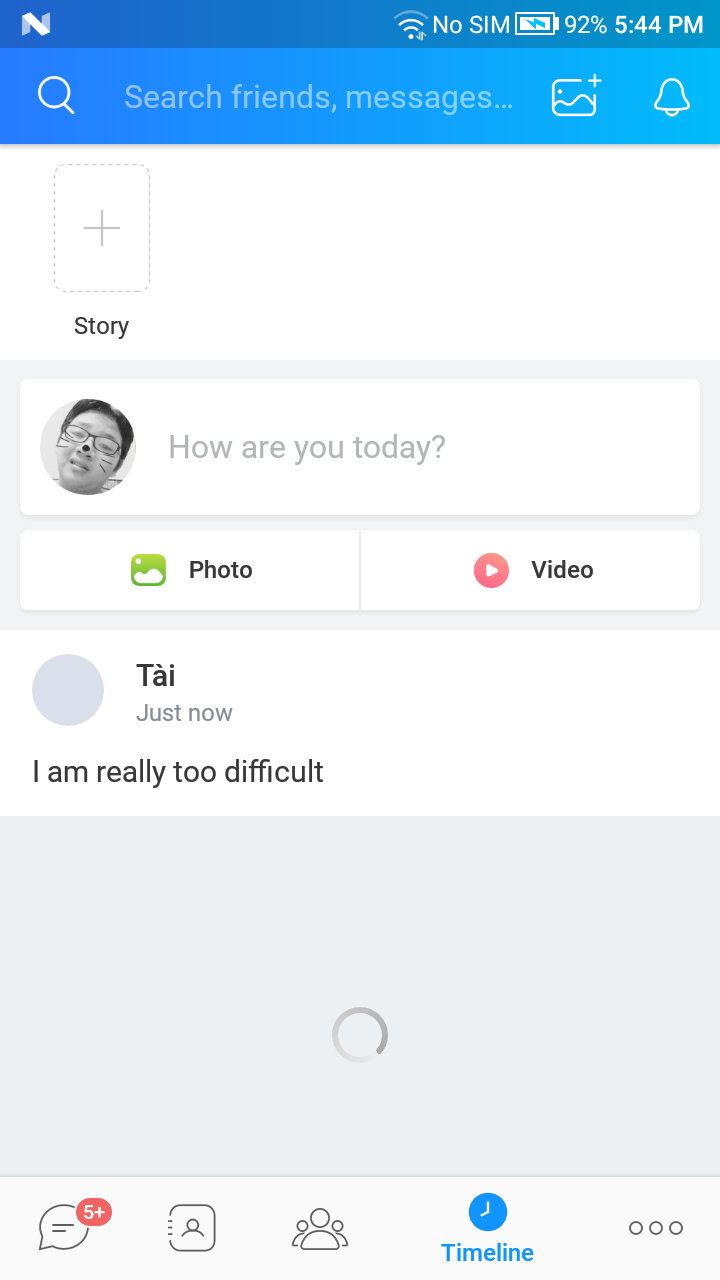 No SIM 92% 5:44 PM
Search friends, messages...
Story
How are you today?
Photo
Video
Tài
Just now
I am really too difficult
5+
Timeline